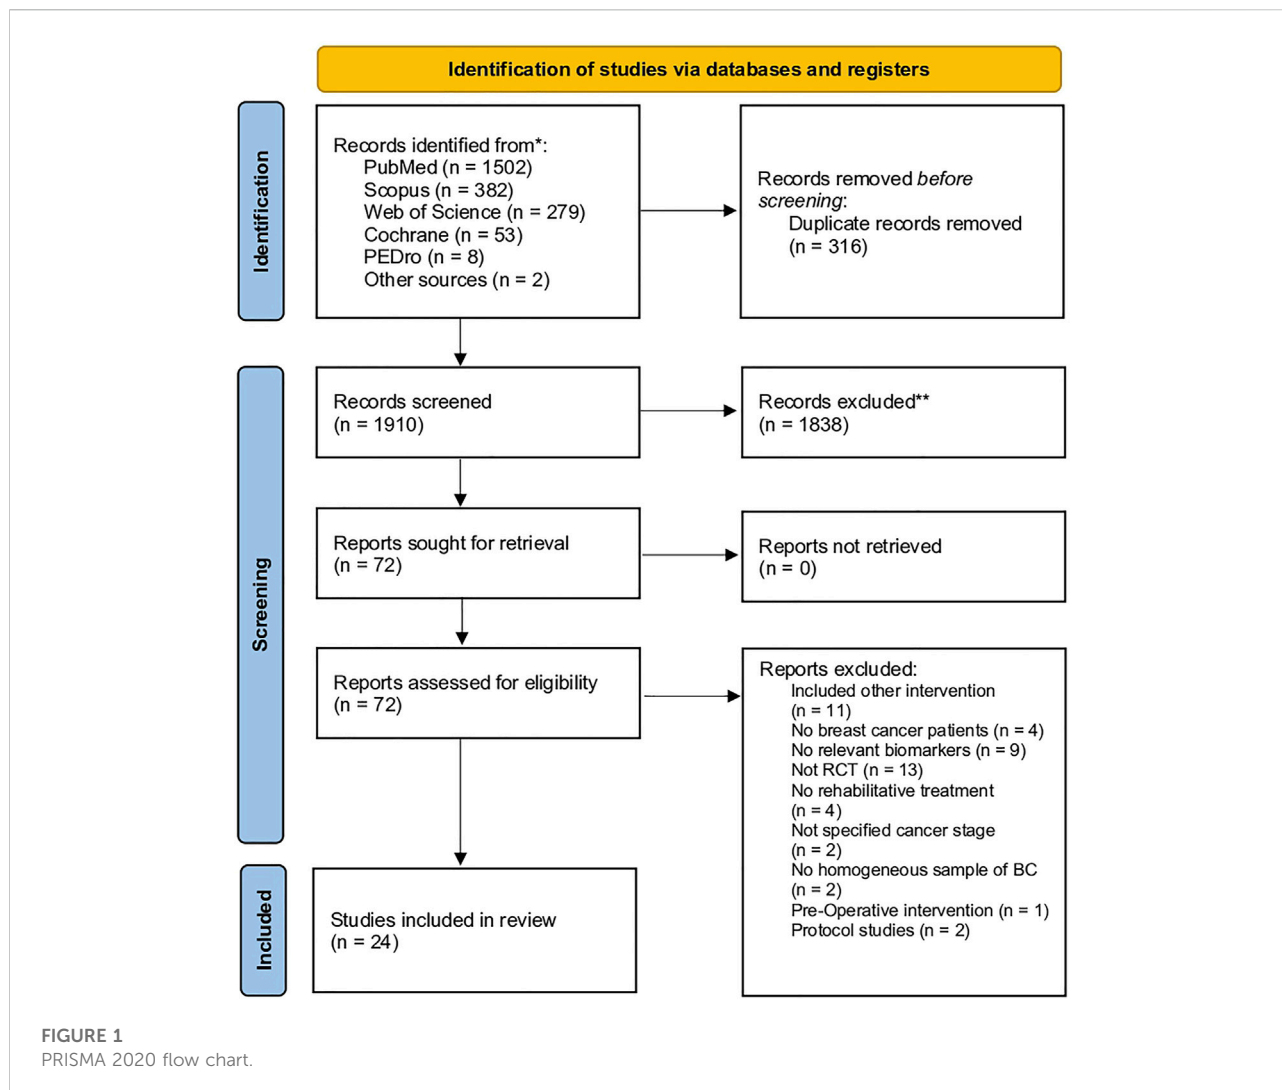 Identification of studies via databases and registers
Identification
Records identified from*:
PubMed (n = 1502)
Scopus (n = 382)
Web of Science (n = 279)
Cochrane (n = 53)
PEDro (n = 8)
Other sources (n = 2)
Records removed before
screening:
Duplicate records removed
(n = 316)
Screening
Records screened
(n = 1910)
Records excluded**
(n = 1838)
Reports sought for retrieval
(n = 72)
Reports not retrieved
(n = 0)
Reports assessed for eligibility
(n = 72)
Reports excluded:
Included other intervention
(n = 11)
No breast cancer patients (n = 4)
No relevant biomarkers (n = 9)
Not RCT (n = 13)
No rehabilitative treatment
(n = 4)
Not specified cancer stage
(n = 2)
No homogeneous sample of BC
(n = 2)
Pre-Operative intervention (n = 1)
Protocol studies (n = 2)
Included
Studies included in review
(n = 24)
FIGURE 1
PRISMA 2020 flow chart.